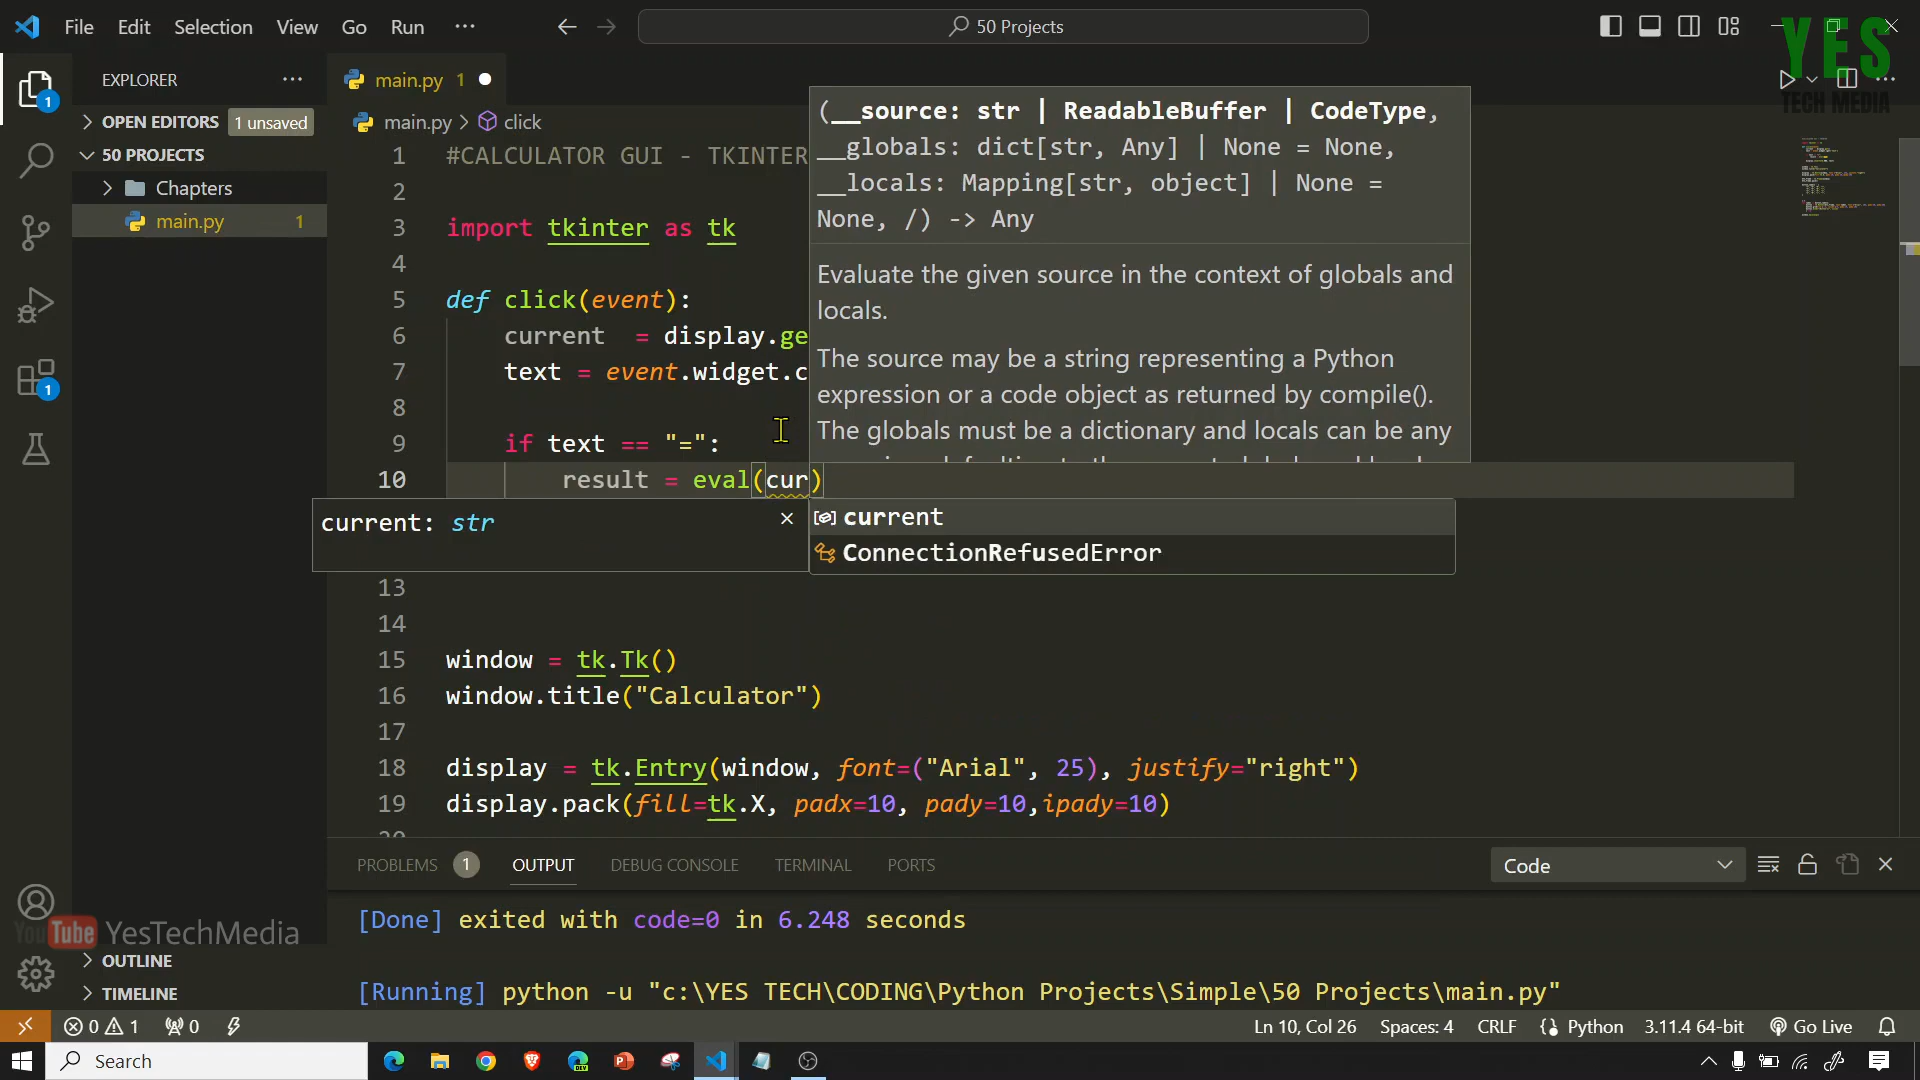 File Edit Selection View Go Run ···
50 Projects
YES
TECH MEDIA
EXPLORER
OPEN EDITORS 1 unsaved
50 PROJECTS
Chapters
main.py 1
main.py 1
main.py > click
1 #CALCULATOR GUI - TKINTER
2
3 import tkinter as tk
4
5 def click(event):
6 current = display.ge
7 text = event.widget.c
8
9 if text == "=":
10 result = eval(cur)
(__source: str | ReadableBuffer | CodeType,
__globals: dict[str, Any] | None = None,
__locals: Mapping[str, object] | None =
None, /) -> Any
Evaluate the given source in the context of globals and
locals.
The source may be a string representing a Python
expression or a code object as returned by compile().
The globals must be a dictionary and locals can be any
current: str
current
ConnectionRefusedError
13
14
15 window = tk.Tk()
16 window.title("Calculator")
17
18 display = tk.Entry(window, font=("Arial", 25), justify="right")
19 display.pack(fill=tk.X, padx=10, pady=10,ipady=10)
PROBLEMS 1 OUTPUT DEBUG CONSOLE TERMINAL PORTS
Code
[Done] exited with code=0 in 6.248 seconds
[Running] python -u "c:\YES TECH\CODING\Python Projects\Simple\50 Projects\main.py"
YouTube YesTechMedia
OUTLINE
TIMELINE
1
1
0 1 0
Ln 10, Col 26 Spaces: 4 CRLF Python 3.11.4 64-bit Go Live
Search